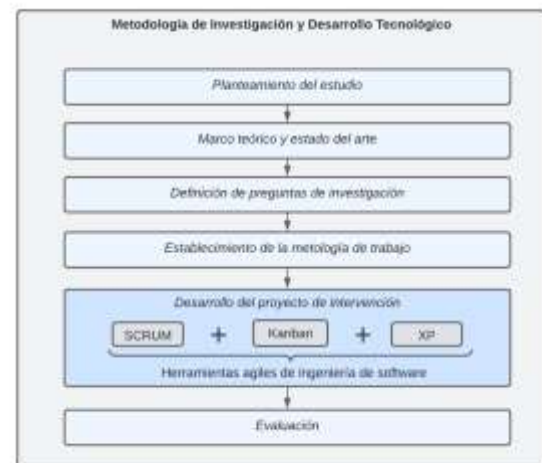 Metodología de Investigación y Desarrollo Tecnológico
Planteamiento del estudio
Marco teórico y estado del arte
Definición de preguntas de investigación
Establecimiento de la metología de trabajo
Desarrollo del proyecto de intervención
SCRUM + Kanban + XP
Herramientas agiles de ingeniería de software
Evaluación